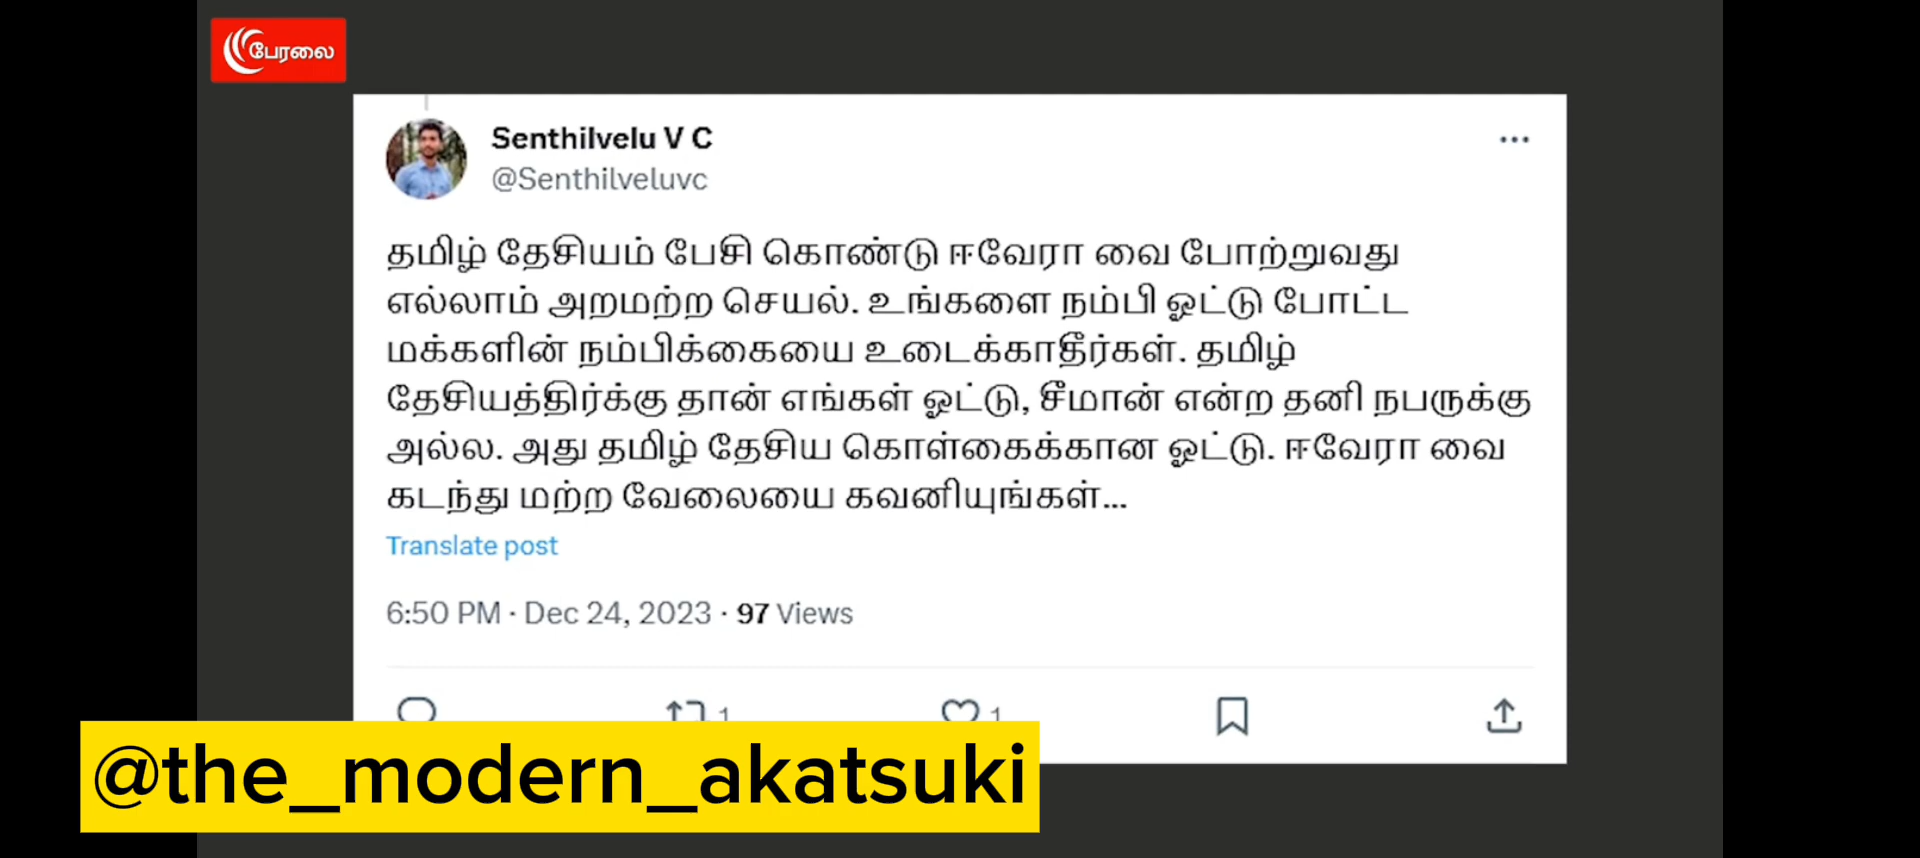 பேரலை
Senthilvelu V C
@Senthilveluvc
தமிழ் தேசியம் பேசி கொண்டு ஈவேரா வை போற்றுவது
எல்லாம் அறமற்ற செயல். உங்களை நம்பி ஓட்டு போட்ட
மக்களின் நம்பிக்கையை உடைக்காதீர்கள். தமிழ்
தேசியத்திர்க்கு தான் எங்கள் ஓட்டு, சீமான் என்ற தனி நபருக்கு
அல்ல. அது தமிழ் தேசிய கொள்கைக்கான ஓட்டு. ஈவேரா வை
கடந்து மற்ற வேலையை கவனியுங்கள்...
Translate post
6:50 PM · Dec 24, 2023 · 97 Views
1 1
@the_modern_akatsuki